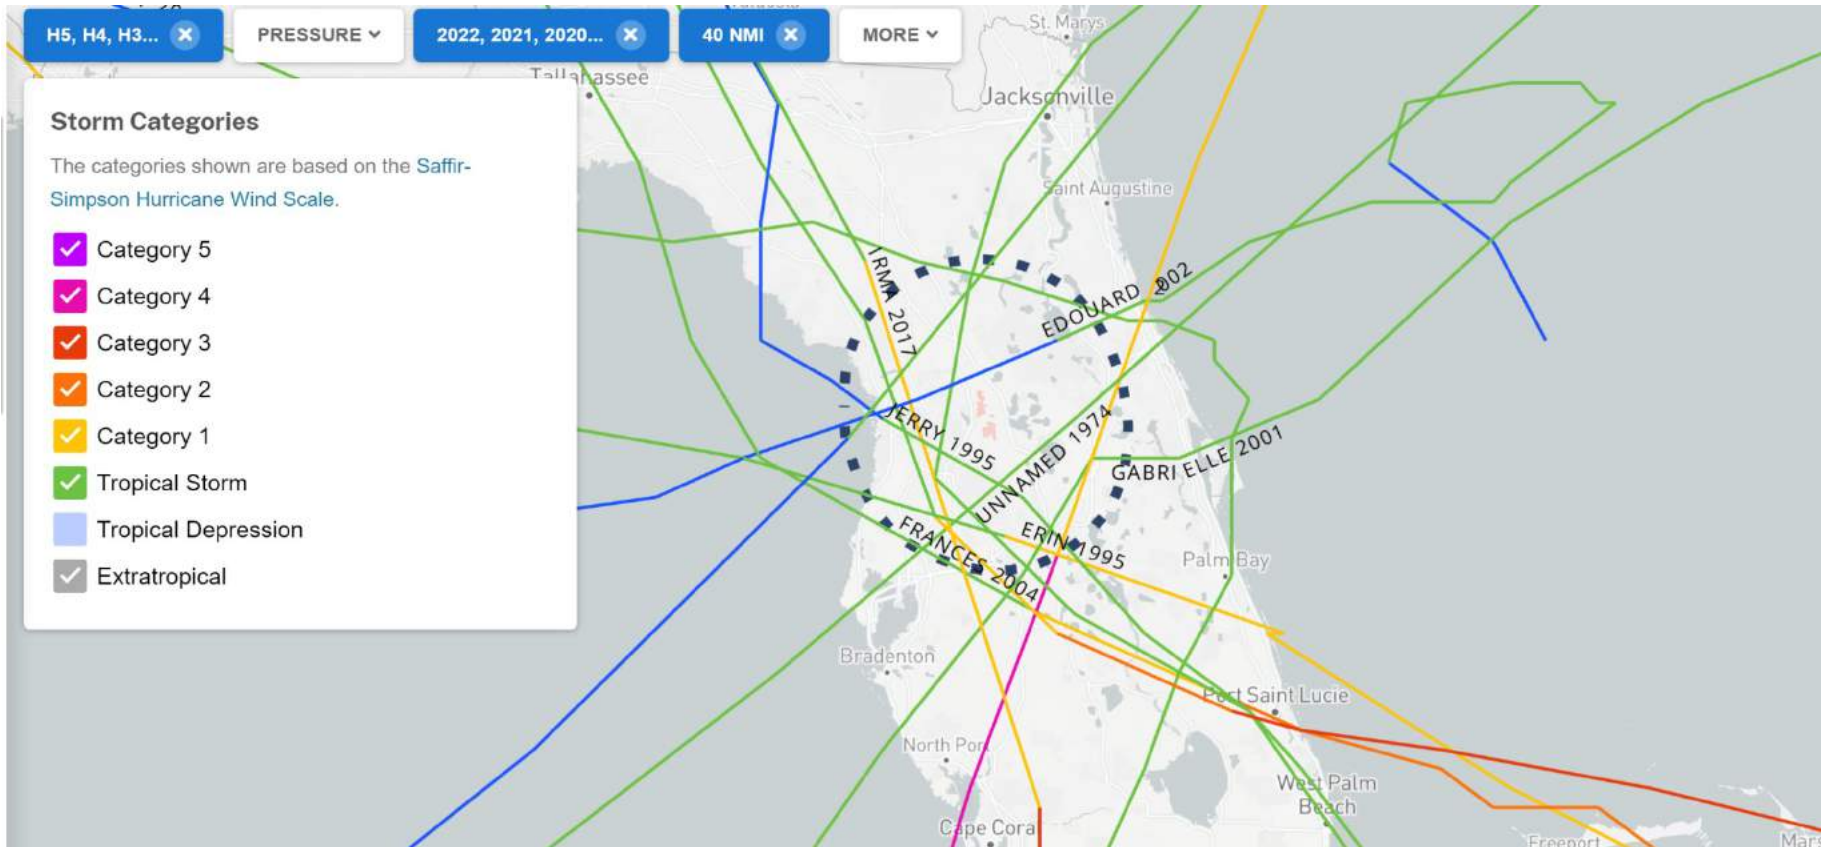 H5, H4, H3...
PRESSURE
2022, 2021, 2020...
40 NMI
MORE
St. Marys
Tallahassee
Jacksonville
Storm Categories
The categories shown are based on the Saffir-
Simpson Hurricane Wind Scale.
Category 5
Category 4
Category 3
Category 2
Category 1
Tropical Storm
Tropical Depression
Extratropical
Saint Augustine
IRMA 2017
EDOUARD 2002
JERRY 1995
UNNAMED 1974
GABRIELLE 2001
FRANCES 2004
ERIN 1995
Palm Bay
Bradenton
Port Saint Lucie
North Port
West Palm
Beach
Cape Coral
Freeport